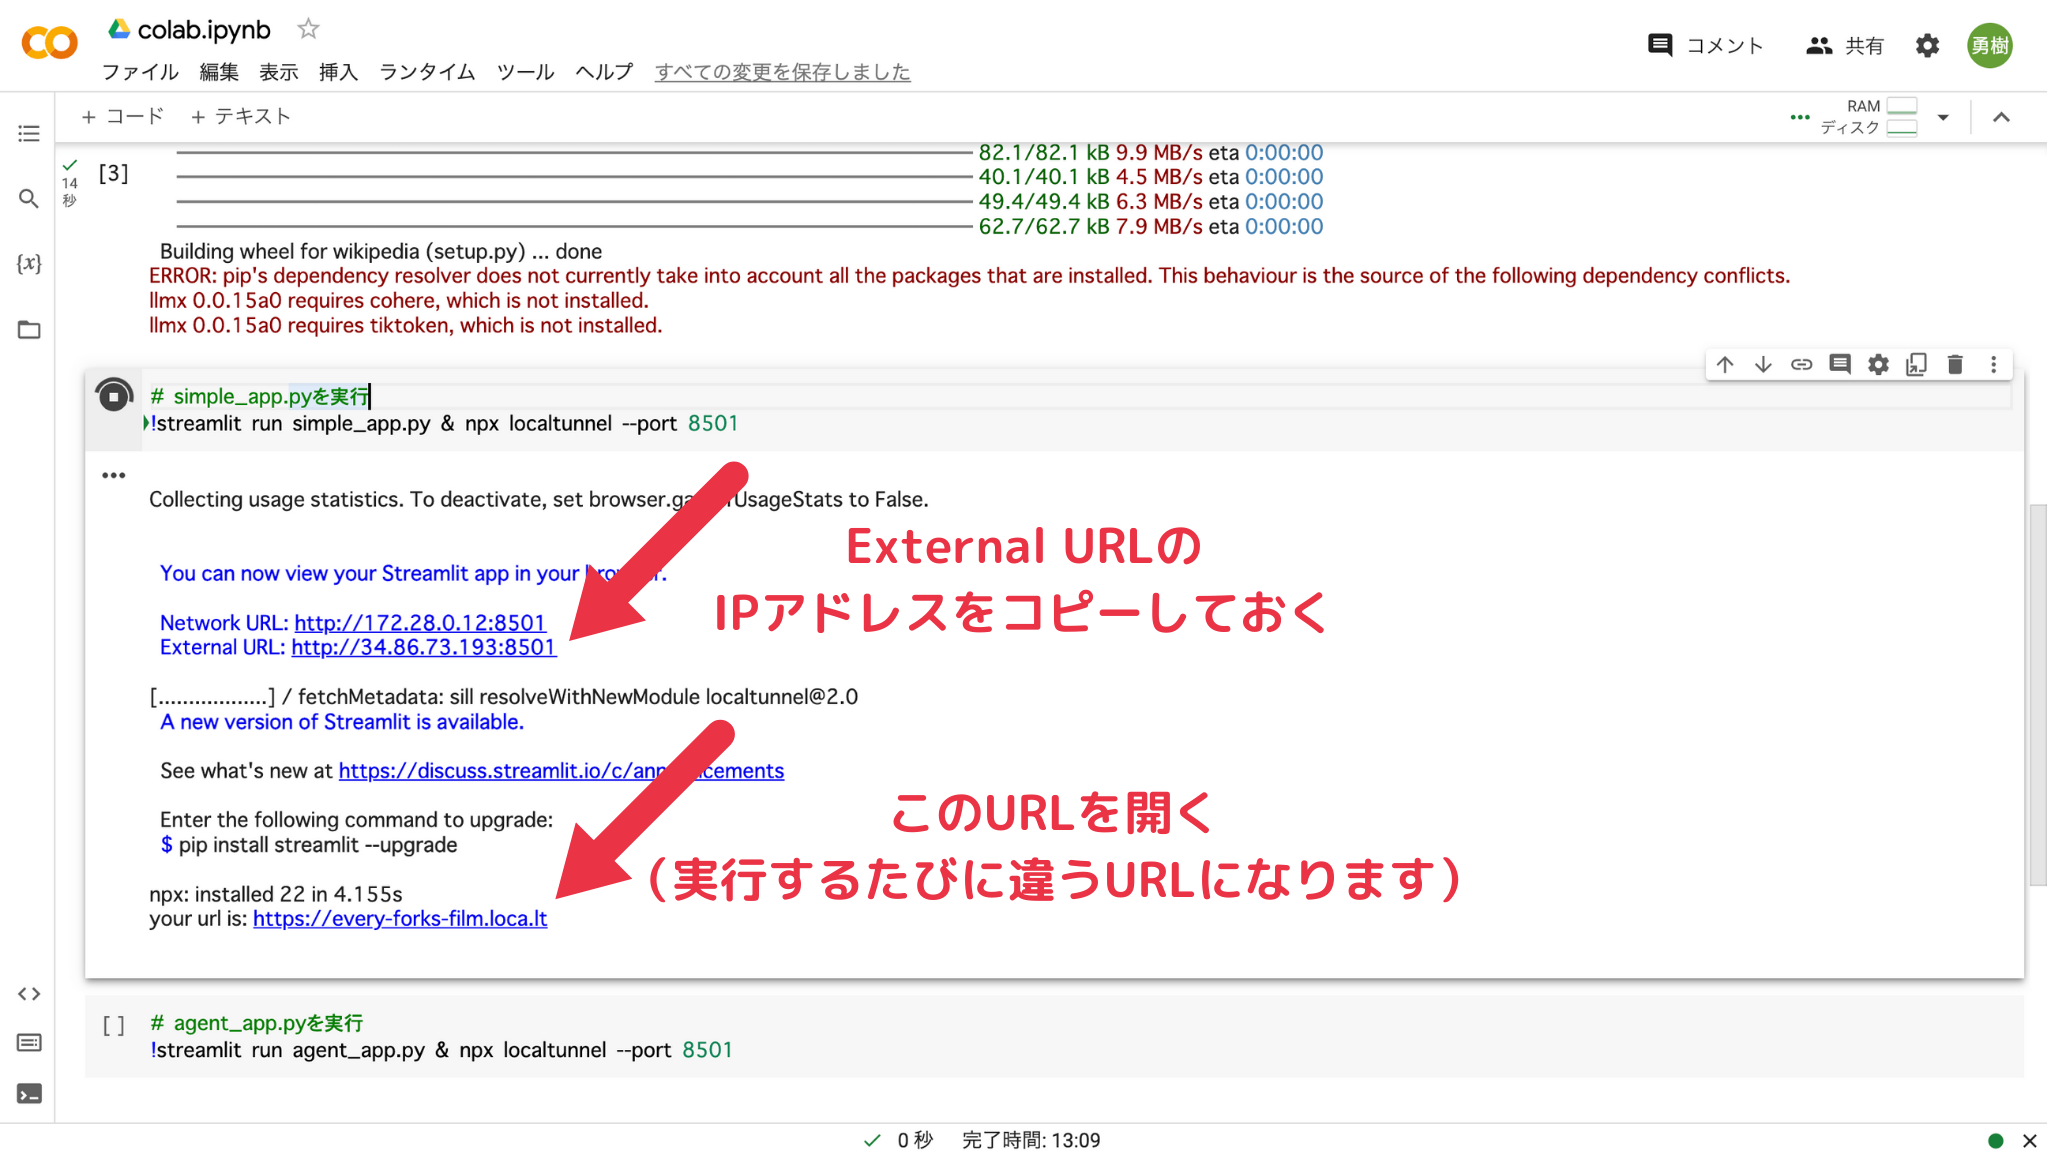 colab.ipynb
ファイル 編集 表示 挿入 ランタイム ツール ヘルプ すべての変更を保存しました
コメント 共有 勇樹
+ コード + テキスト
RAM
ディスク
14
秒
[3]
82.1/82.1 kB 9.9 MB/s eta 0:00:00
40.1/40.1 kB 4.5 MB/s eta 0:00:00
49.4/49.4 kB 6.3 MB/s eta 0:00:00
62.7/62.7 kB 7.9 MB/s eta 0:00:00
Building wheel for wikipedia (setup.py) ... done
ERROR: pip's dependency resolver does not currently take into account all the packages that are installed. This behaviour is the source of the following dependency conflicts.
llmx 0.0.15a0 requires cohere, which is not installed.
llmx 0.0.15a0 requires tiktoken, which is not installed.
# simple_app.pyを実行
!streamlit run simple_app.py & npx localtunnel --port 8501
Collecting usage statistics. To deactivate, set to False.
External URLの
IPアドレスをコピーしておく
You can now view your Streamlit app in your
Network URL: http://172.28.0.12:8501
External URL: http://34.86.73.193:8501
[..................] / fetchMetadata: sill resolveWithNewModule localtunnel@2.0
A new version of Streamlit is available.
See what's new at
このURLを開く
（実行するたびに違うURLになります）
Enter the following command to upgrade:
$ pip install streamlit --upgrade
npx: installed 22 in 4.155s
your url is: https://every-forks-film.loca.lt
[ ]
# agent_app.pyを実行
!streamlit run agent_app.py & npx localtunnel --port 8501
0 秒 完了時間: 13:09